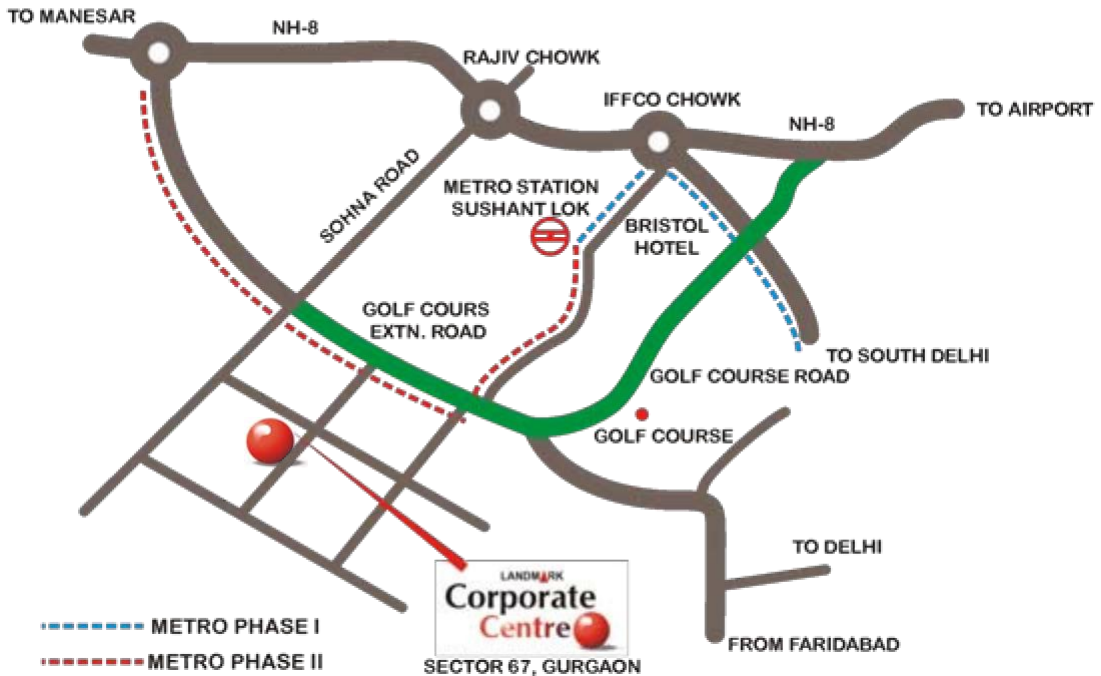 TO MANESAR
NH-8
RAJIV CHOWK
IFFCO CHOWK
NH-8
TO AIRPORT
SOHNA ROAD
METRO STATION
SUSHANT LOK
BRISTOL
HOTEL
GOLF COURS
EXTN. ROAD
TO SOUTH DELHI
GOLF COURSE ROAD
GOLF COURSE
TO DELHI
LANDMARK
Corporate
Centre
SECTOR 67, GURGAON
FROM FARIDABAD
METRO PHASE I
METRO PHASE II